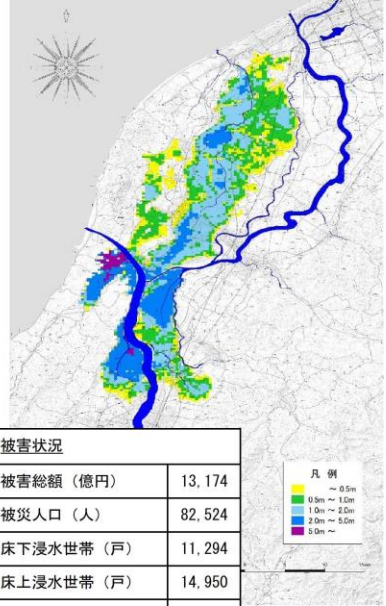 被害状況
被害総額（億円） 13,174
被災人口（人） 82,524
床下浸水世帯（戸） 11,294
床上浸水世帯（戸） 14,950
凡 例
～ 0.5m
0.5m ～ 1.0m
1.0m ～ 2.0m
2.0m ～ 5.0m
5.0m ～